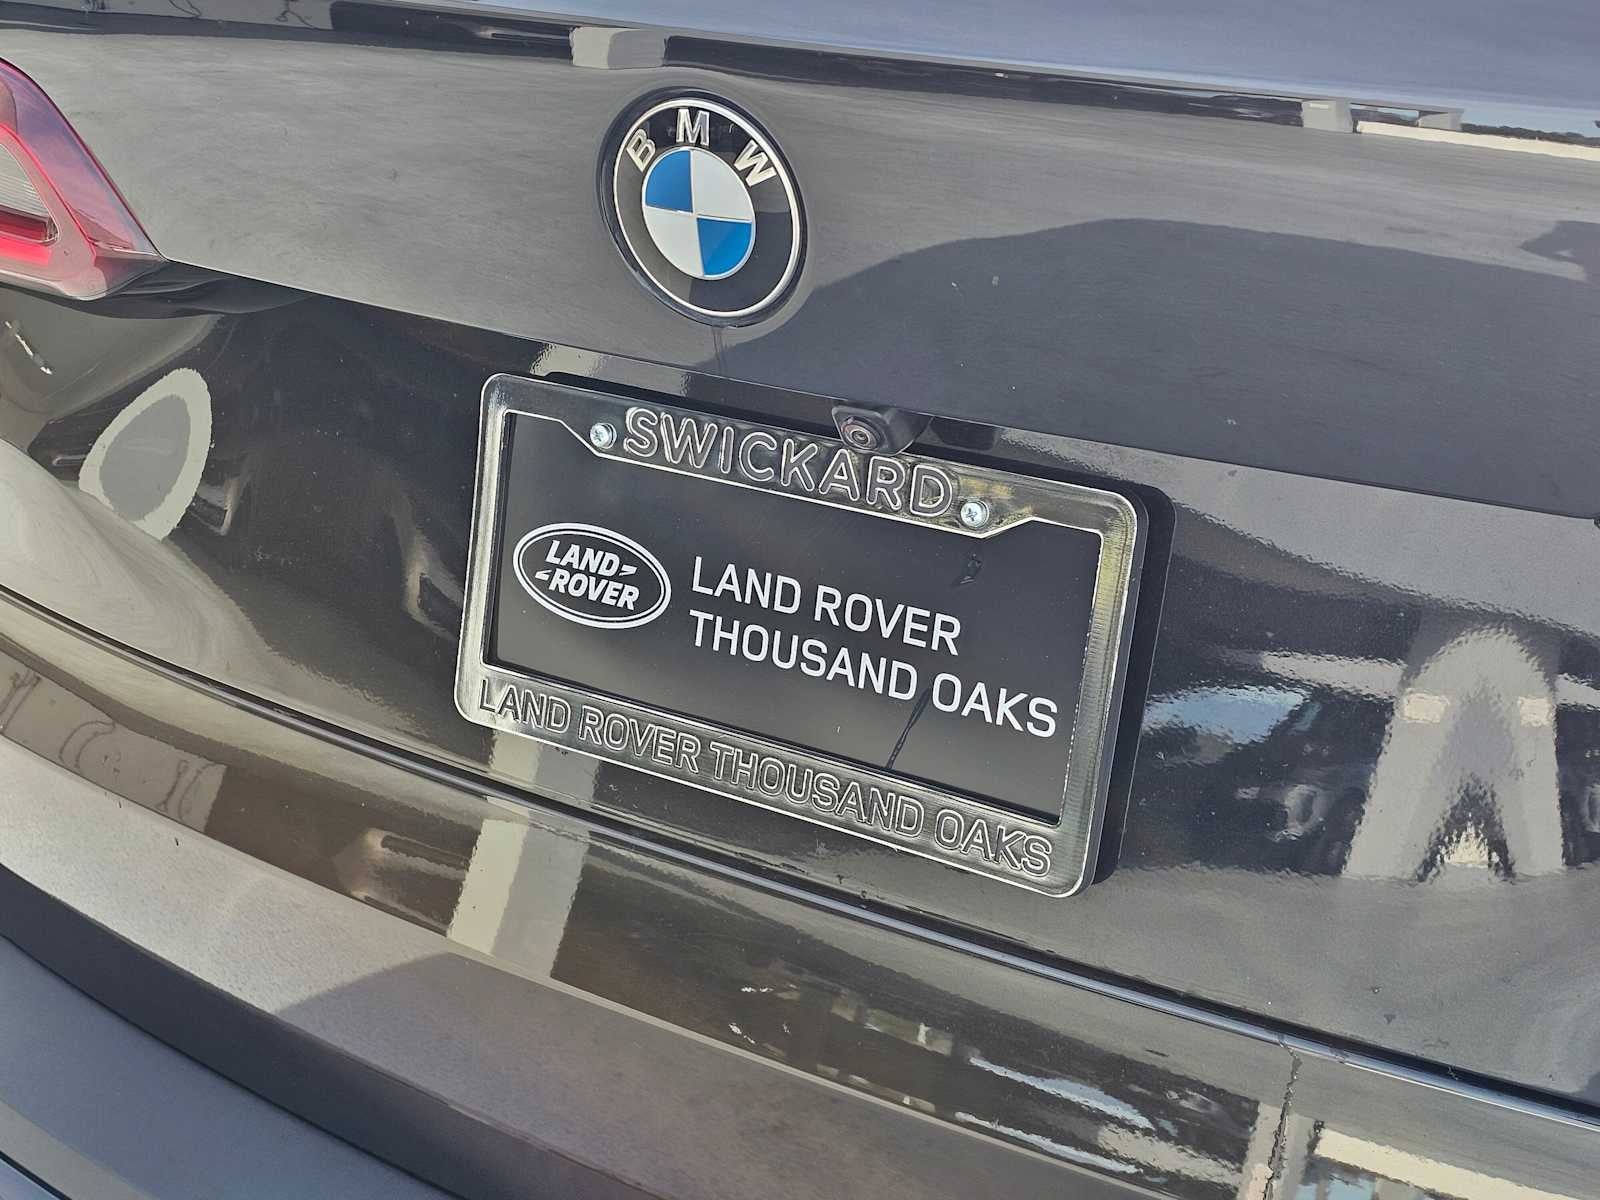 BMW
SWICKARD
LAND
ROVER
LAND ROVER
THOUSAND OAKS
LAND ROVER THOUSAND OAKS